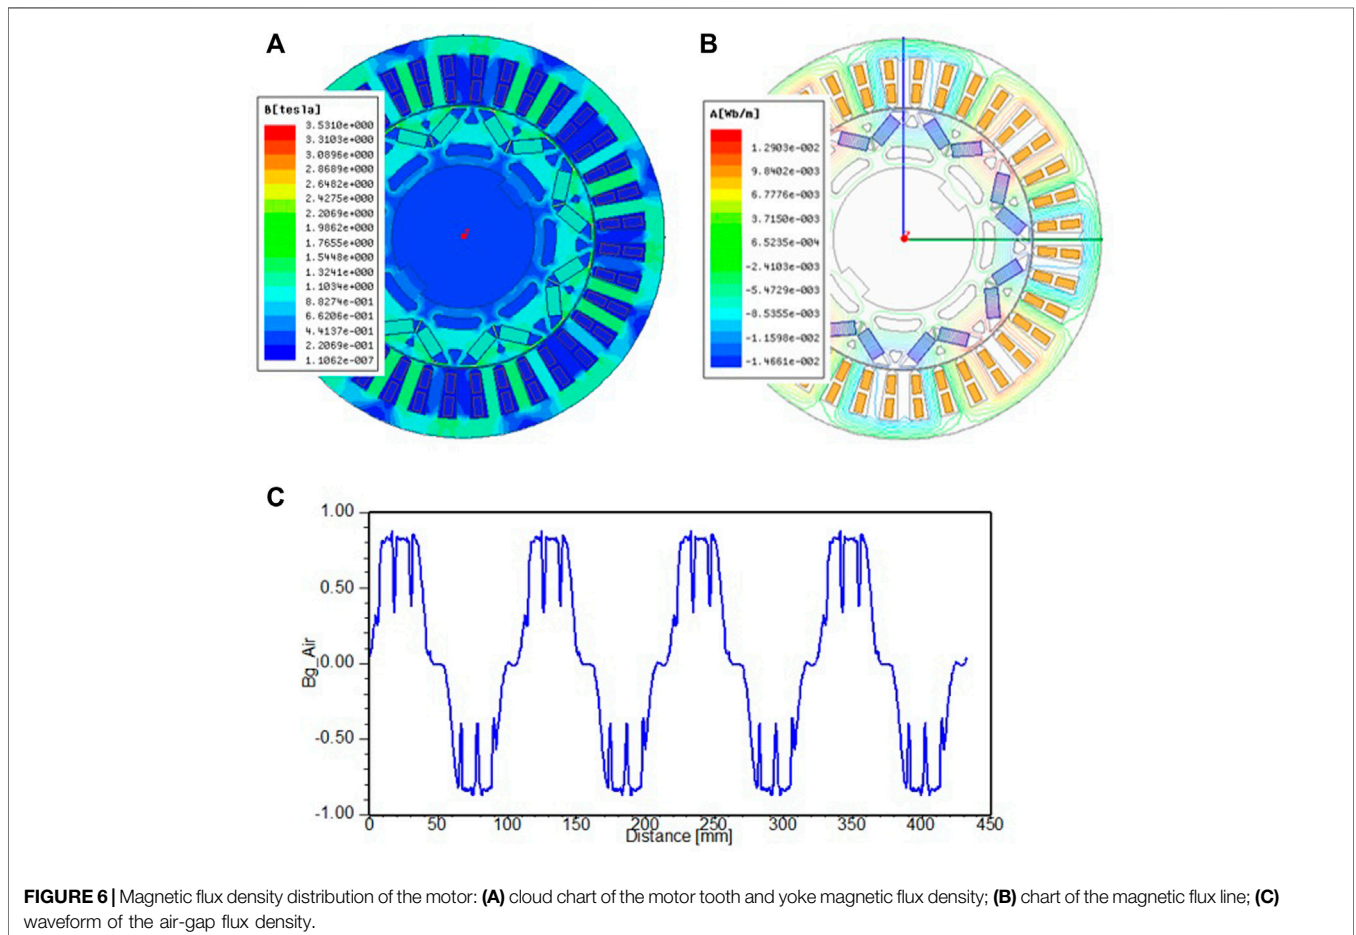 A
B[tesla]
3.5310e+000
3.3103e+000
3.0896e+000
2.8689e+000
2.6482e+000
2.4275e+000
2.2069e+000
1.9862e+000
1.7655e+000
1.5448e+000
1.3241e+000
1.1034e+000
8.8274e-001
6.6206e-001
4.4137e-001
2.2069e-001
1.1062e-007
B
A[Wb/m]
1.2903e-002
9.8402e-003
6.7776e-003
3.7150e-003
6.5235e-004
-2.4103e-003
-5.4729e-003
-8.5355e-003
-1.1598e-002
-1.4661e-002
C
1.00
0.50
0.00
-0.50
-1.00
Bg_Air
0 50 100 150 200 250 300 350 400 450
Distance [mm]
FIGURE 6 | Magnetic flux density distribution of the motor: (A) cloud chart of the motor tooth and yoke magnetic flux density; (B) chart of the magnetic flux line; (C)
waveform of the air-gap flux density.